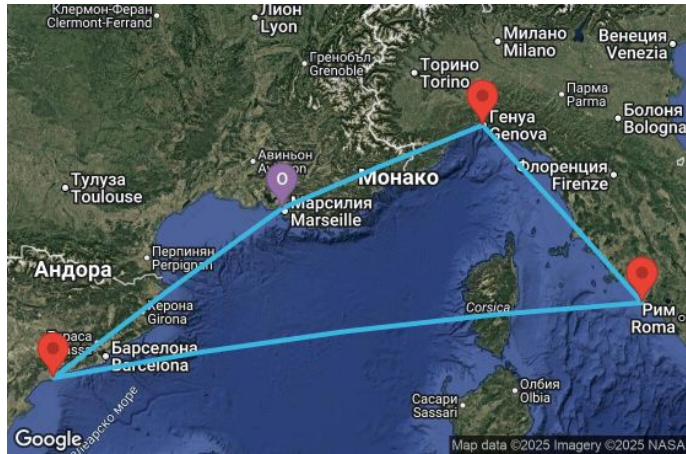 Клермон-Феран
Clermont-Ferrand
Лион
Lyon
Милано
Milano
Венеция
Venezia
Гренобъл
Grenoble
Торино
Torino
Парма
Parma
Генуа
Genova
Болоня
Bologna
Авиньон
O
Монако
Флоренция
Firenze
Тулуза
Toulouse
Марсилия
Marseille
Перпинян
Perpignan
Андора
Херона
Girona
Corsica
Рим
Roma
Барселона
Barcelona
Олбия
Olbia
Сасари
Sassari
море
Google
Map data ©2025 Imagery ©2025 NASA